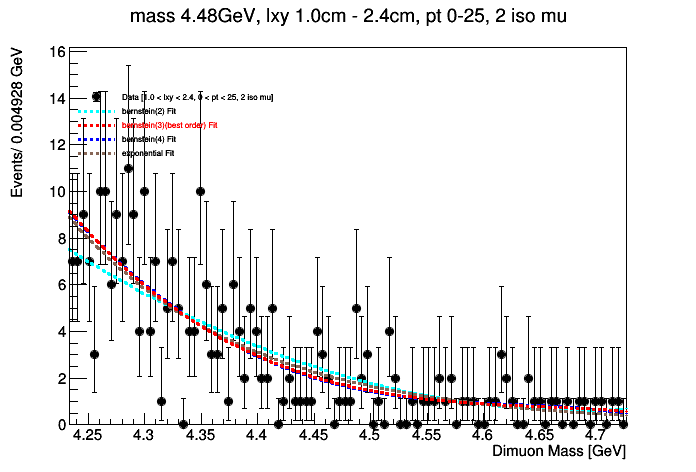 mass 4.48GeV, lxy 1.0cm - 2.4cm, pt 0-25, 2 iso mu
Events/ 0.004928 GeV
16
14
12
10
8
6
4
2
0
Data [1.0 < lxy < 2.4, 0 < pt < 25, 2 iso mu]
bernstein(2) Fit
bernstein(3)(best order) Fit
bernstein(4) Fit
exponential Fit
4.25 4.3 4.35 4.4 4.45 4.5 4.55 4.6 4.65 4.7
Dimuon Mass [GeV]